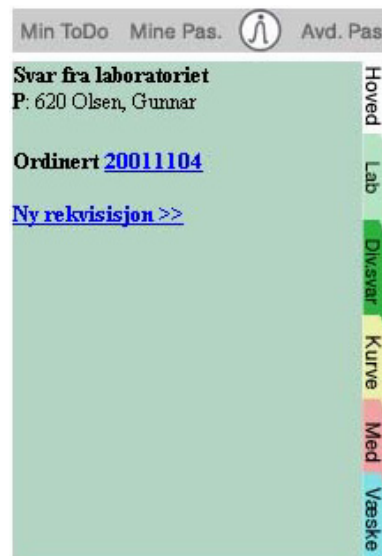 Min ToDo Mine Pas. Avd. Pas
Svar fra laboratoriet
P: 620 Olsen, Gunnar
Ordinert 20011104
Ny rekvisisjon >>
Hoved
Lab
Div.svar
Kurve
Med
Væske